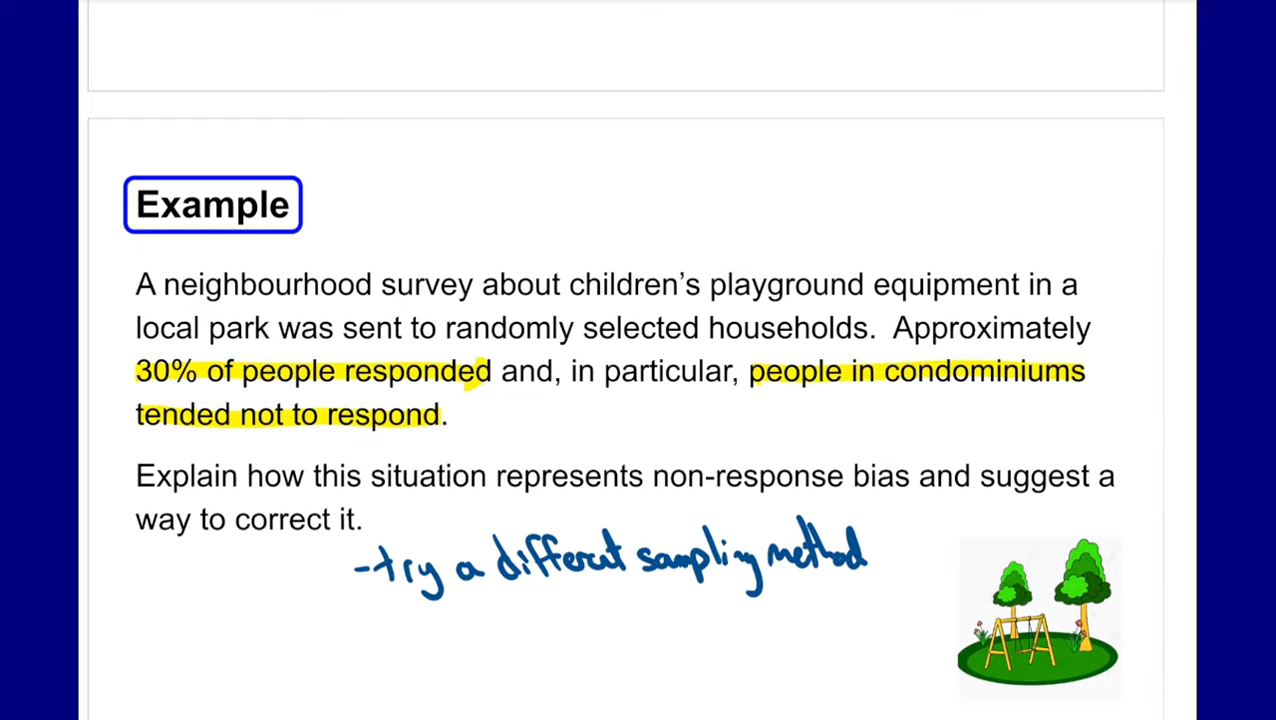 Example
A neighbourhood survey about children's playground equipment in a
local park was sent to randomly selected households. Approximately
30% of people responded and, in particular, people in condominiums
tended not to respond.
Explain how this situation represents non-response bias and suggest a
way to correct it.
-try a different sampling method